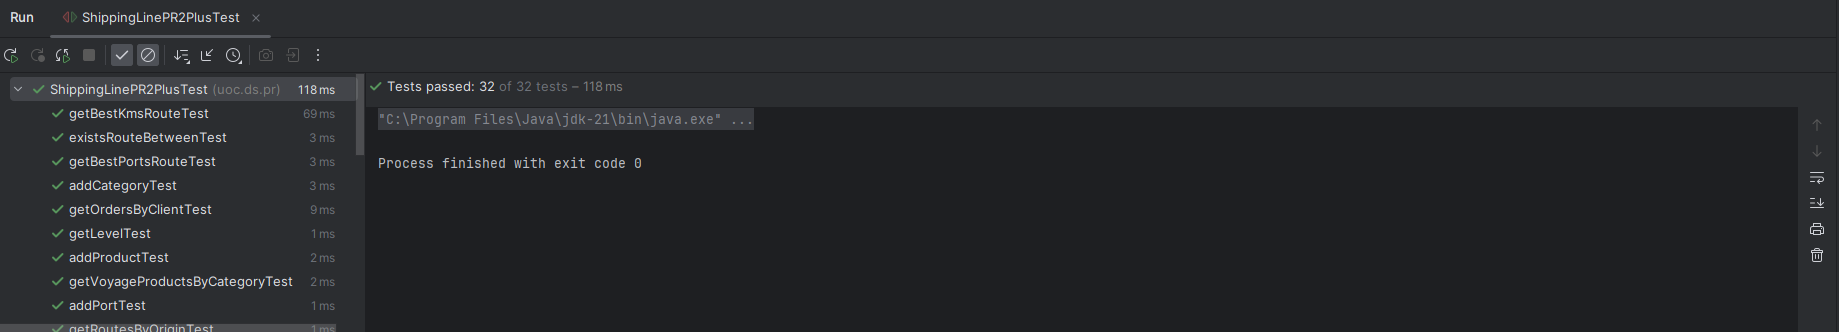 Run ShippingLinePR2PlusTest
ShippingLinePR2PlusTest (uoc.ds.pr) 118 ms
getBestKmsRouteTest 69 ms
existsRouteBetweenTest 3 ms
getBestPortsRouteTest 3 ms
addCategoryTest 3 ms
getOrdersByClientTest 9 ms
getLevelTest 1 ms
addProductTest 2 ms
getVoyageProductsByCategoryTest 2 ms
addPortTest 1 ms
getRoutesByOriginTest 1 ms
Tests passed: 32 of 32 tests – 118 ms
"C:\Program Files\Java\jdk-21\bin\java.exe" ...
Process finished with exit code 0